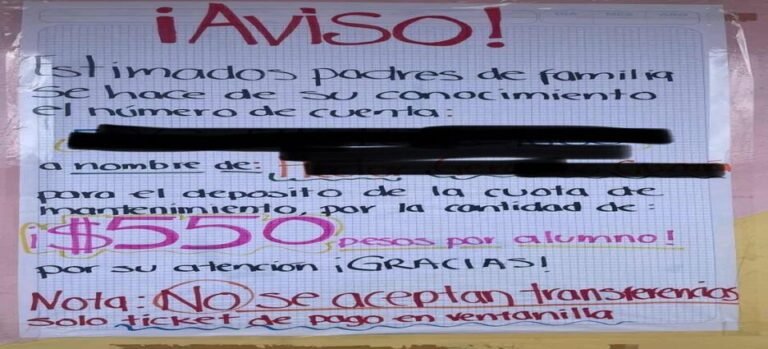 ¡AVISO!
Estimados padres de familia
se hace de su conocimiento
el número de cuenta:
a nombre de:
para el deposito de la cuota de
mantenimiento, por la cantidad de:
¡$550 pesos por alumno!
por su atención ¡GRACIAS!
Nota: NO se aceptan transferencias
solo ticket de pago en ventanilla